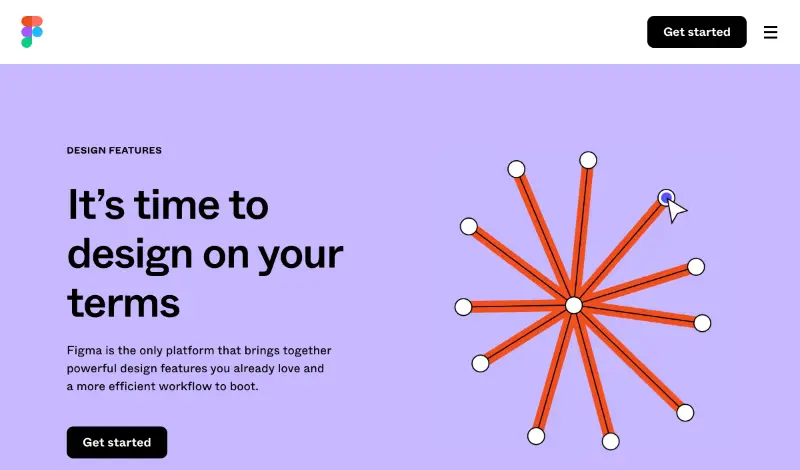 Get started
DESIGN FEATURES
It’s time to
design on your
terms
Figma is the only platform that brings together
powerful design features you already love and
a more efficient workflow to boot.
Get started